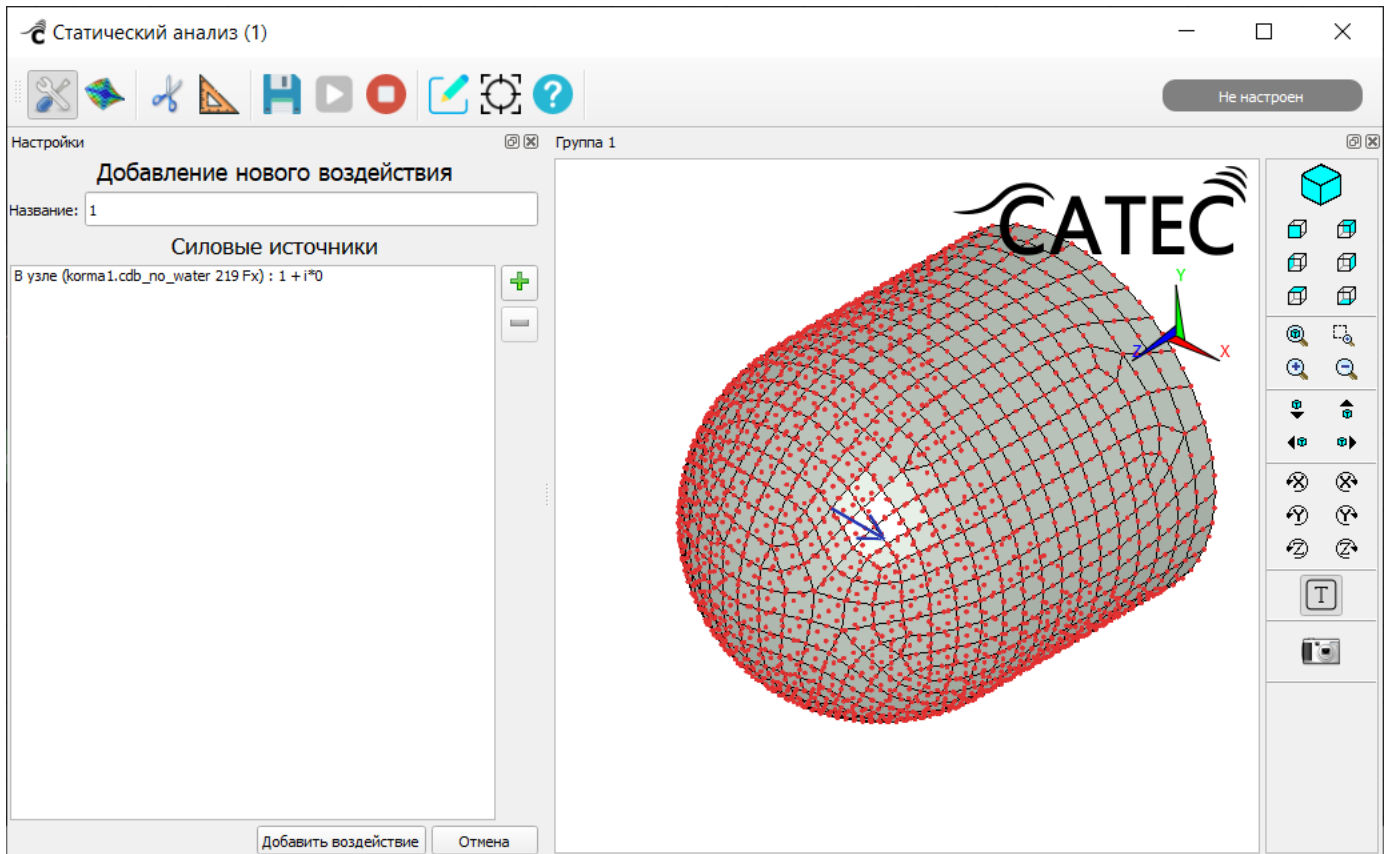 Статический анализ (1)
Не настроен
Настройки
Группа 1
Добавление нового воздействия
Название: 1
Силовые источники
В узле (korma1.cdb_no_water 219 Fx) : 1 + i*0
Добавить воздействие
Отмена
CATEC
Y
Z
X
X
X
Y
Y
Z
Z
T